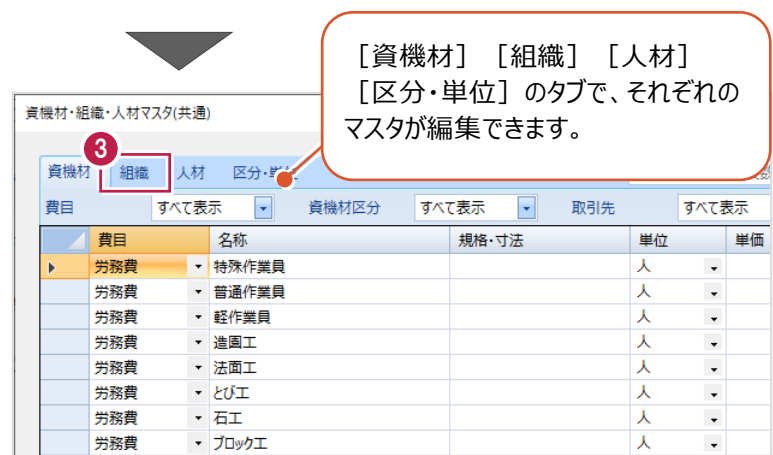 ［資機材］［組織］［人材］
［区分・単位］のタブで、それぞれの
マスタが編集できます。
資機材・組織・人材マスタ(共通)
3
資機材 組織 人材 区分・単位
費目 すべて表示 資機材区分 すべて表示 取引先 すべて表示
費目 名称 規格・寸法 単位 単価
労務費 特殊作業員 人
労務費 普通作業員 人
労務費 軽作業員 人
労務費 造園工 人
労務費 法面工 人
労務費 とび工 人
労務費 石工 人
労務費 ブロック工 人